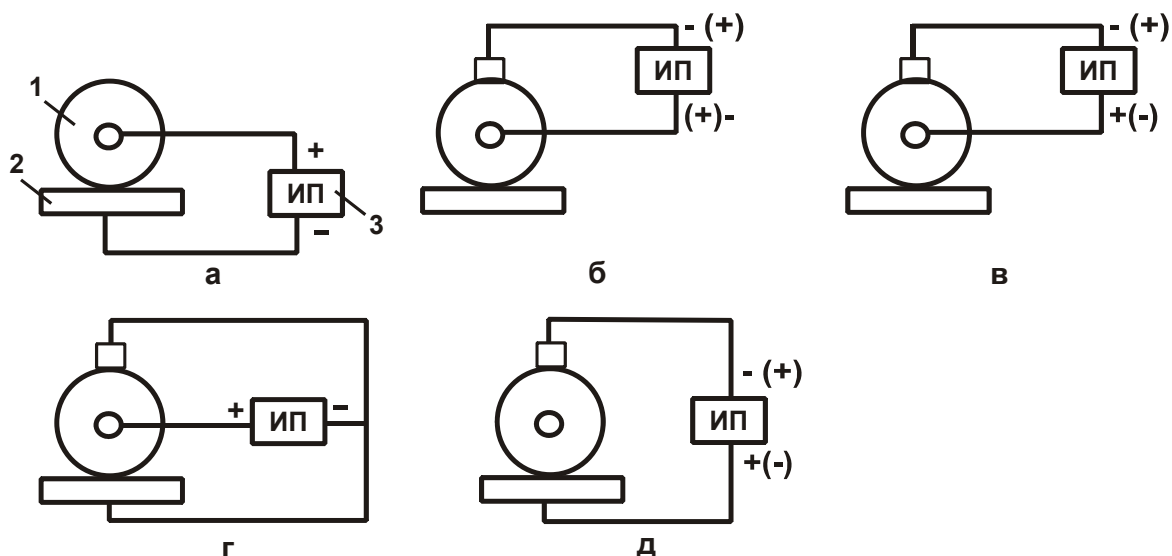 1
2
+
ИП
3
−
а
- (+)
ИП
(+)-
б
- (+)
ИП
+(-)
в
+
ИП
−
г
- (+)
ИП
+(-)
д